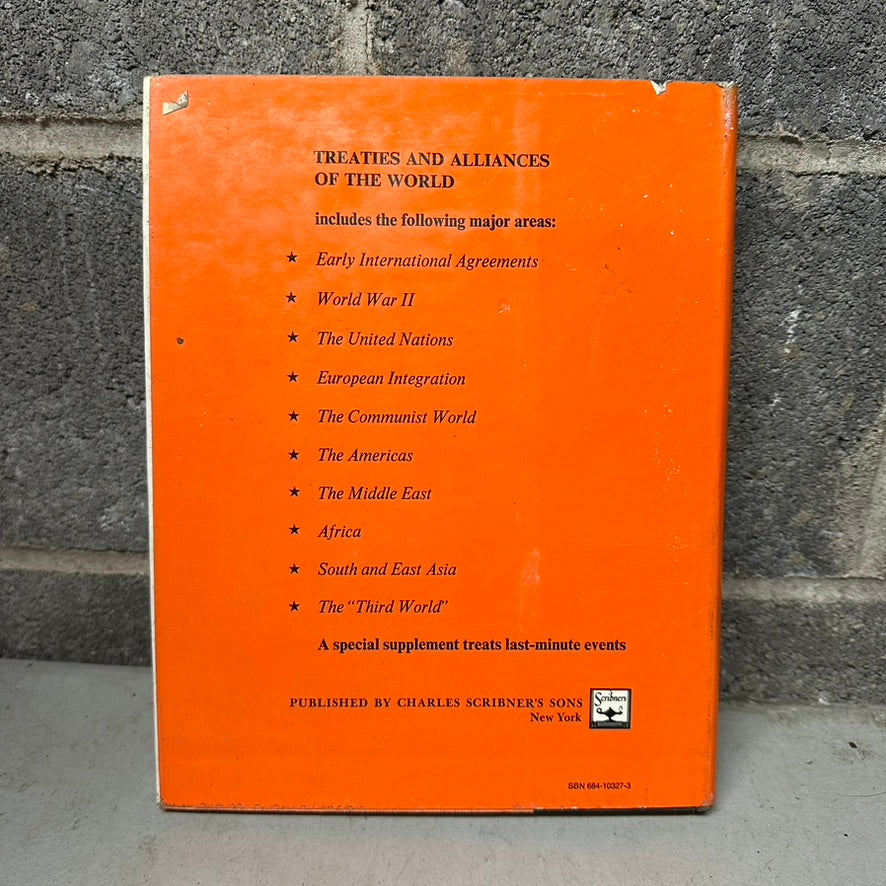 TREATIES AND ALLIANCES
OF THE WORLD
includes the following major areas:
★ Early International Agreements
★ World War II
★ The United Nations
★ European Integration
★ The Communist World
★ The Americas
★ The Middle East
★ Africa
★ South and East Asia
★ The "Third World"
A special supplement treats last-minute events
PUBLISHED BY CHARLES SCRIBNER'S SONS
New York
Scribners
SBN 684-10327-3